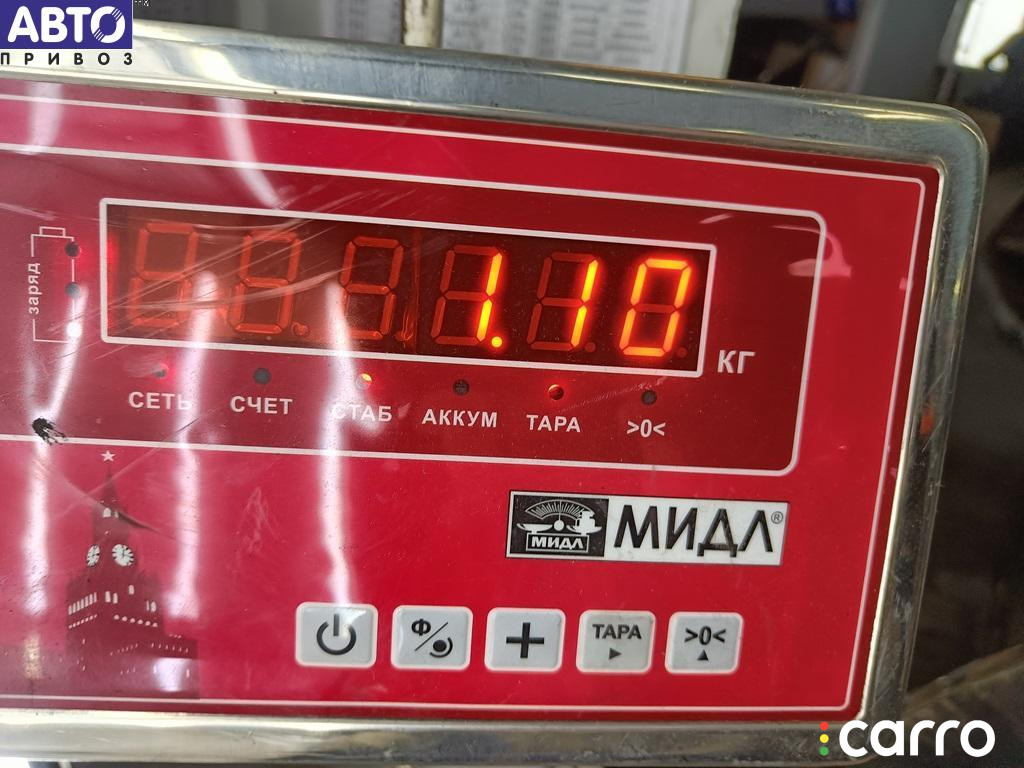 АВТО
ПРИВОЗ
заряд
1.10
КГ
СЕТЬ СЧЕТ СТАБ АККУМ ТАРА >0<
МИДЛ МИДЛ®
Ф ТАРА >0<
carro